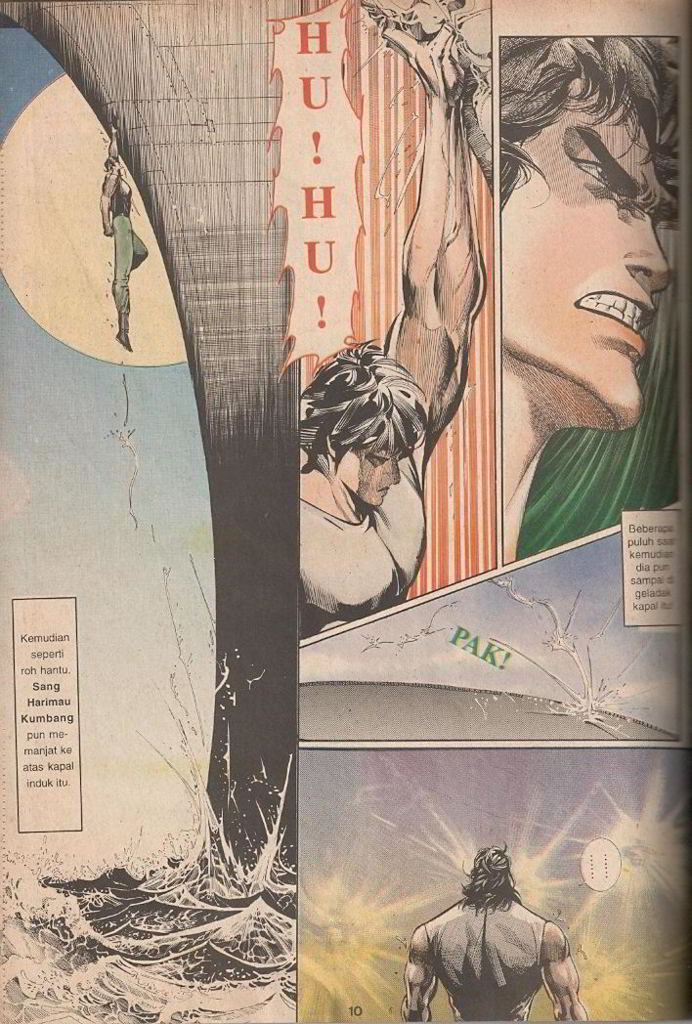 HU! HU!
Kemudian
seperti
roh hantu,
Sang
Harimau
Kumbang
pun me-
manjat ke
atas kapal
induk itu.
Beberapa
puluh saat
kemudian
dia pun
sampai di
geladak
kapal itu!
PAK!
......
10